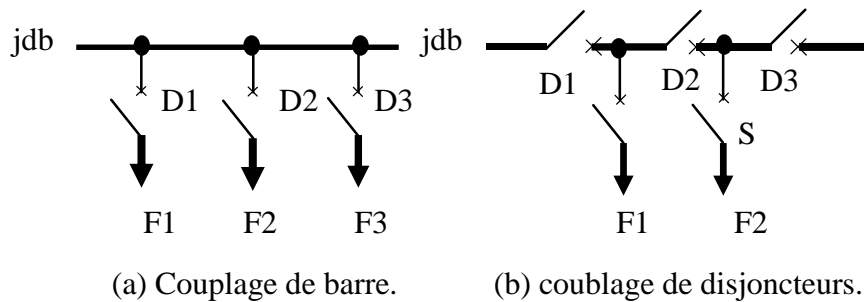 jdb
D1 D2 D3
F1 F2 F3
(a) Couplage de barre.
jdb
D1 D2 D3
S
F1 F2
(b) coublage de disjoncteurs.